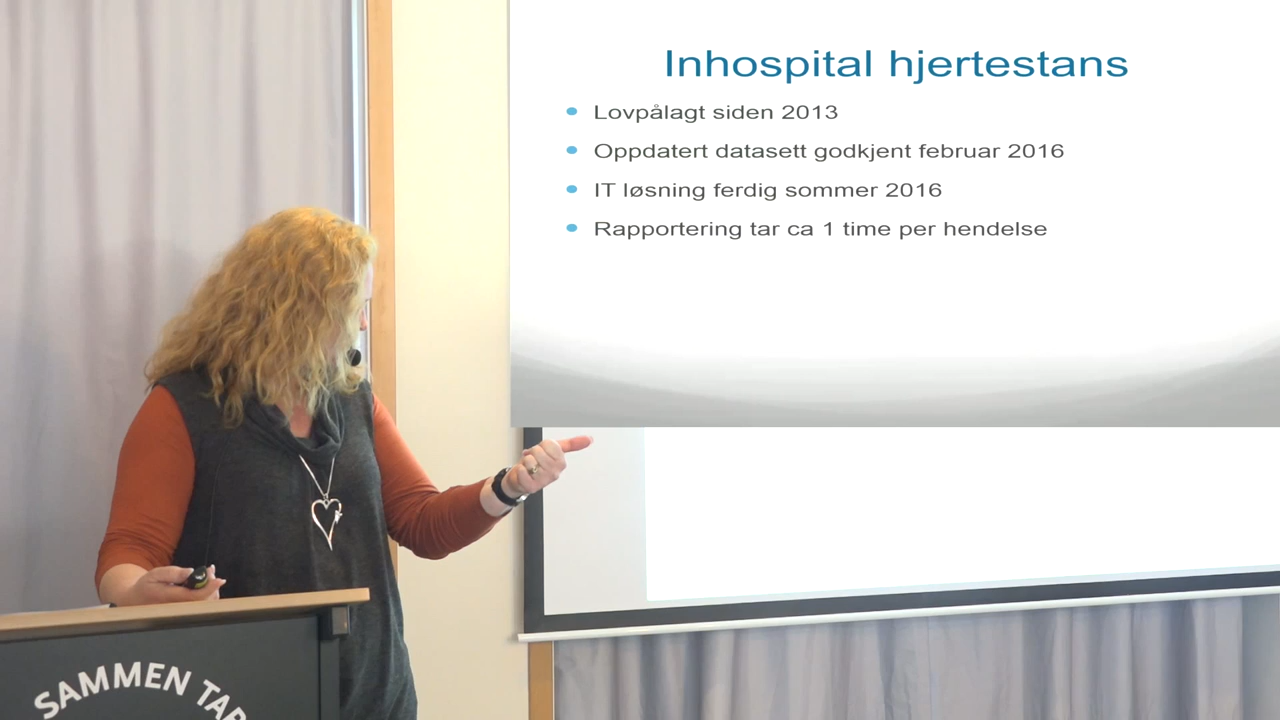 Inhospital hjertestans
Lovpålagt siden 2013
Oppdatert datasett godkjent februar 2016
IT løsning ferdig sommer 2016
Rapportering tar ca 1 time per hendelse
SAMMEN